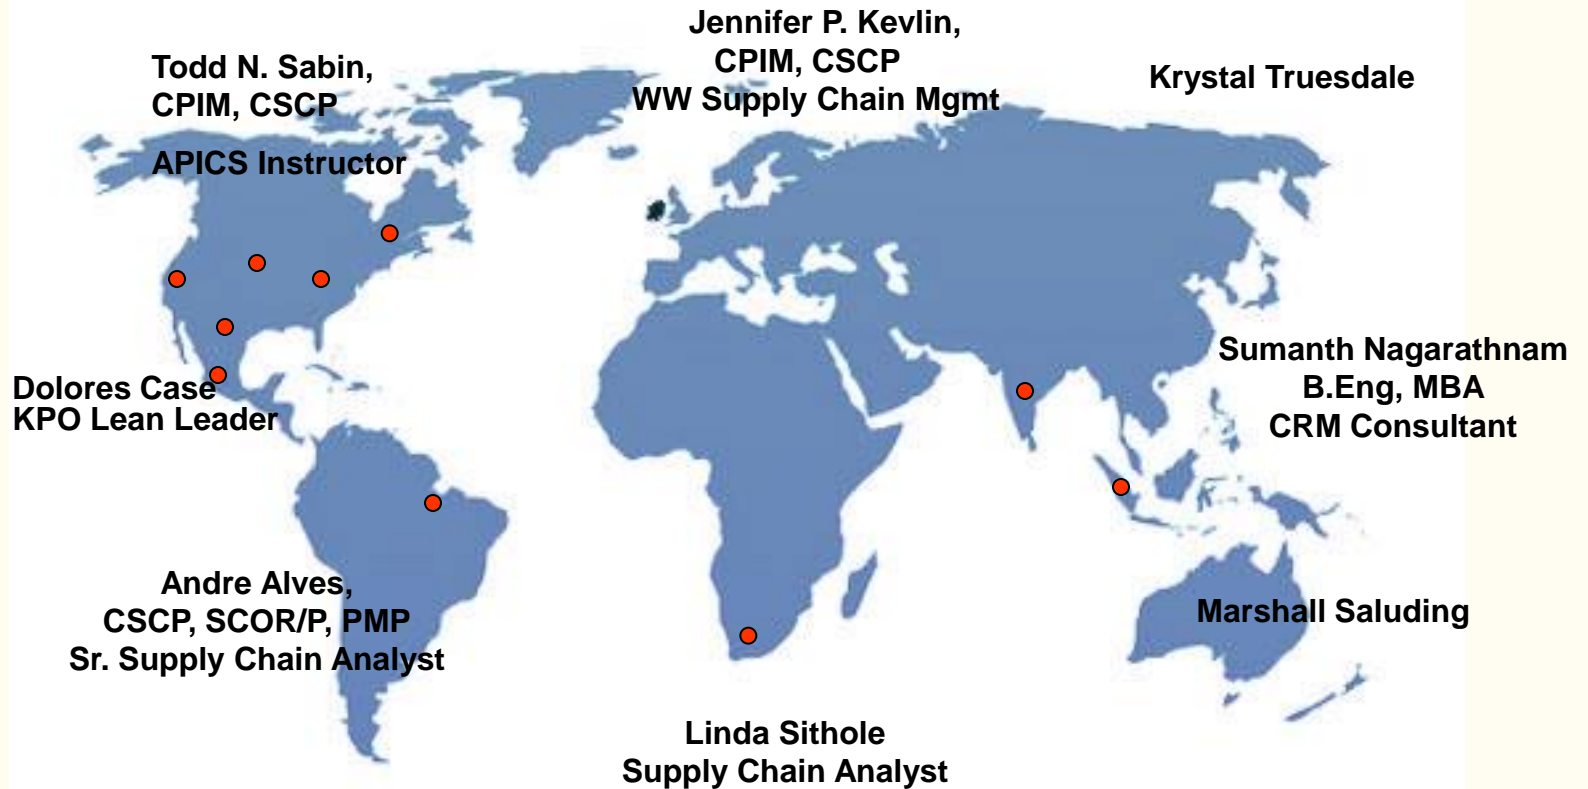 Jennifer P. Kevlin,
CPIM, CSCP
WW Supply Chain Mgmt
Todd N. Sabin,
CPIM, CSCP
APICS Instructor
Krystal Truesdale
Sumanth Nagarathnam
B.Eng, MBA
CRM Consultant
Dolores Case
KPO Lean Leader
Andre Alves,
CSCP, SCOR/P, PMP
Sr. Supply Chain Analyst
Marshall Saluding
Linda Sithole
Supply Chain Analyst